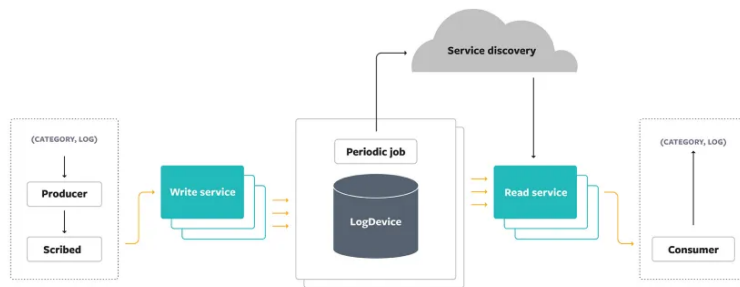 Service discovery
(CATEGORY, LOG)
Producer
Scribed
Write service
Periodic job
LogDevice
Read service
(CATEGORY, LOG)
Consumer